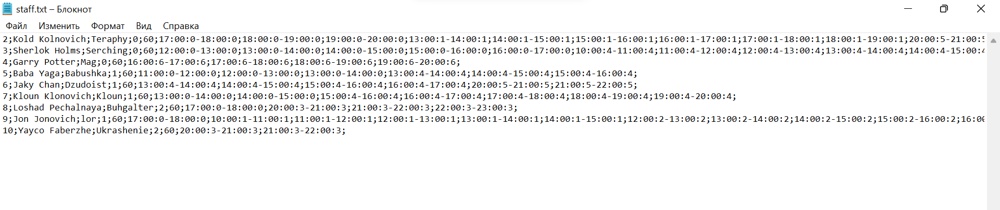 staff.txt – Блокнот
Файл Изменить Формат Вид Справка
2;Kold Kolnovich;Teraphy;0;60;17:00:0-18:00:0;18:00:0-19:00:0;19:00:0-20:00:0;13:00:1-14:00:1;14:00:1-15:00:1;15:00:1-16:00:1;16:00:1-17:00:1;17:00:1-18:00:1;18:00:1-19:00:1;20:00:5-21:00:5
3;Sherlok Holms;Serching;0;60;12:00:0-13:00:0;13:00:0-14:00:0;14:00:0-15:00:0;15:00:0-16:00:0;16:00:0-17:00:0;10:00:4-11:00:4;11:00:4-12:00:4;12:00:4-13:00:4;13:00:4-14:00:4;14:00:4-15:00:4
4;Garry Potter;Mag;0;60;16:00:6-17:00:6;17:00:6-18:00:6;18:00:6-19:00:6;19:00:6-20:00:6;
5;Baba Yaga;Babushka;1;60;11:00:0-12:00:0;12:00:0-13:00:0;13:00:0-14:00:0;13:00:4-14:00:4;14:00:4-15:00:4;15:00:4-16:00:4;
6;Jaky Chan;Dzudoist;1;60;13:00:4-14:00:4;14:00:4-15:00:4;15:00:4-16:00:4;16:00:4-17:00:4;20:00:5-21:00:5;21:00:5-22:00:5;
7;Kloun Klonovich;Kloun;1;60;13:00:0-14:00:0;14:00:0-15:00:0;15:00:4-16:00:4;16:00:4-17:00:4;17:00:4-18:00:4;18:00:4-19:00:4;19:00:4-20:00:4;
8;Loshad Pechalnaya;Buhgalter;2;60;17:00:0-18:00:0;20:00:3-21:00:3;21:00:3-22:00:3;22:00:3-23:00:3;
9;Jon Jonovich;lor;1;60;17:00:0-18:00:0;10:00:1-11:00:1;11:00:1-12:00:1;12:00:1-13:00:1;13:00:1-14:00:1;14:00:1-15:00:1;12:00:2-13:00:2;13:00:2-14:00:2;14:00:2-15:00:2;15:00:2-16:00:2;16:00
10;Yayco Faberzhe;Ukrashenie;2;60;20:00:3-21:00:3;21:00:3-22:00:3;